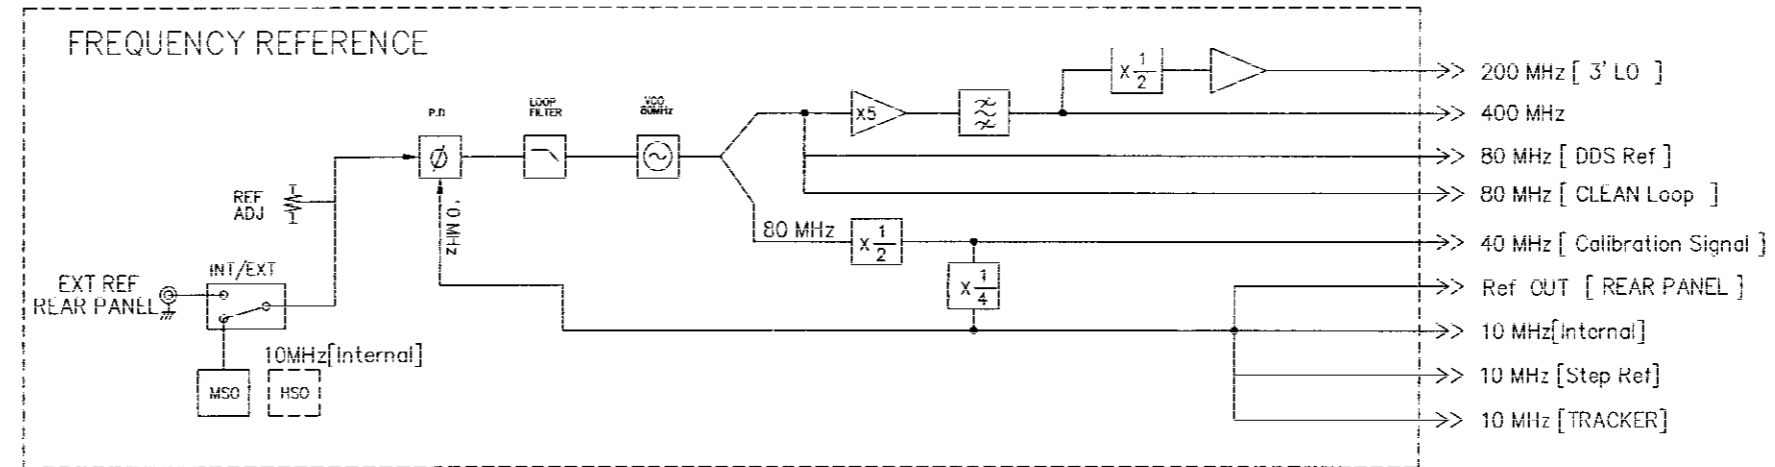 FREQUENCY REFERENCE
P.D
LOOP
FILTER
VCO
80MHz
REF
ADJ
10 MHz
INT/EXT
EXT REF
REAR PANEL
10MHz[Internal]
MSO
HSO
ϕ
X5
X 1/2
80 MHz
X 1/2
X 1/4
200 MHz [ 3' LO ]
400 MHz
80 MHz [ DDS Ref ]
80 MHz [ CLEAN Loop ]
40 MHz [ Calibration Signal ]
Ref OUT [ REAR PANEL ]
10 MHz[Internal]
10 MHz [Step Ref]
10 MHz [TRACKER]